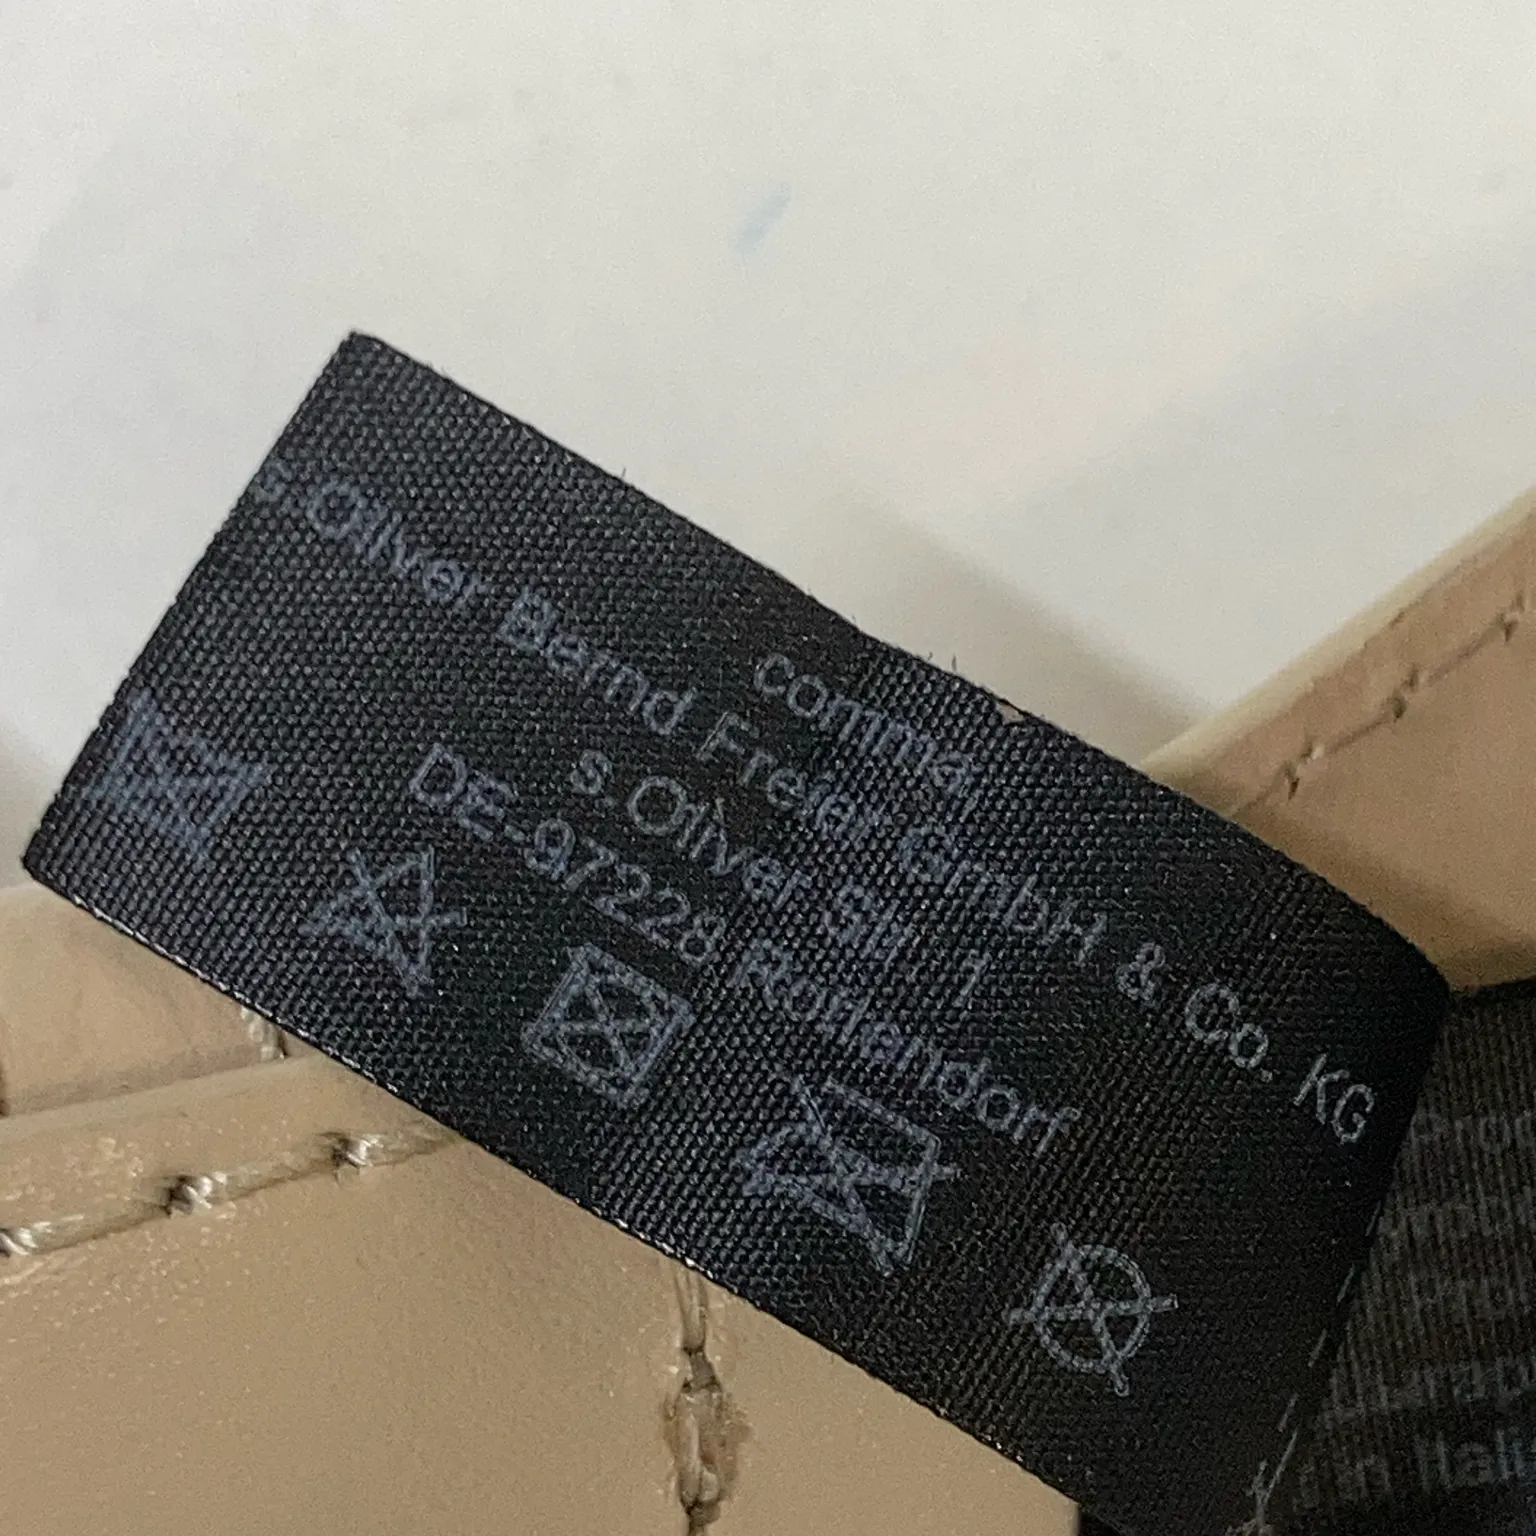 comma,
s.Oliver Bernd Freier GmbH & Co. KG
s.Oliver Str. 1
DE-97228 Rottendorf